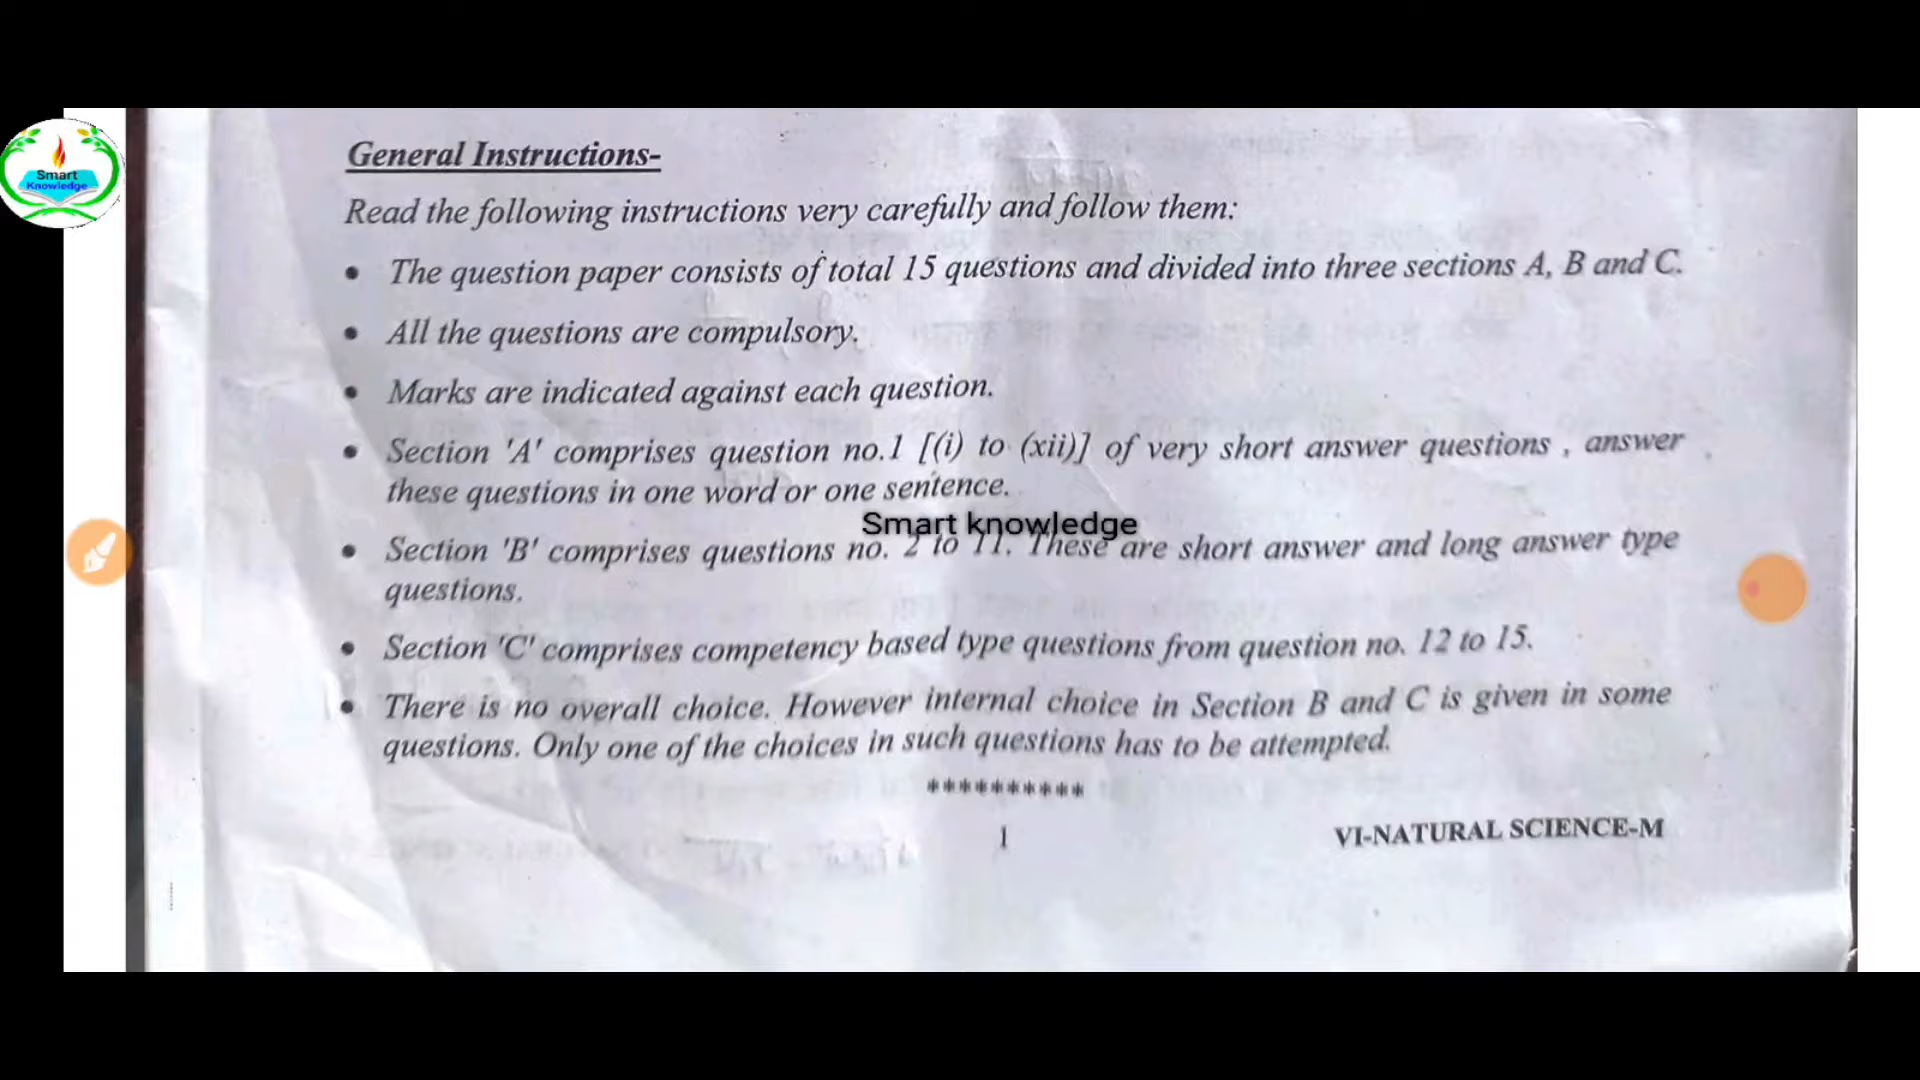 Smart
Knowledge
General Instructions-
Read the following instructions very carefully and follow them:
• The question paper consists of total 15 questions and divided into three sections A, B and C.
• All the questions are compulsory.
• Marks are indicated against each question.
• Section 'A' comprises question no.1 [(i) to (xii)] of very short answer questions , answer
these questions in one word or one sentence.
Smart knowledge
• Section 'B' comprises questions no. 2 to 11. These are short answer and long answer type
questions.
• Section 'C' comprises competency based type questions from question no. 12 to 15.
• There is no overall choice. However internal choice in Section B and C is given in some
questions. Only one of the choices in such questions has to be attempted.
**********
1
VI-NATURAL SCIENCE-M